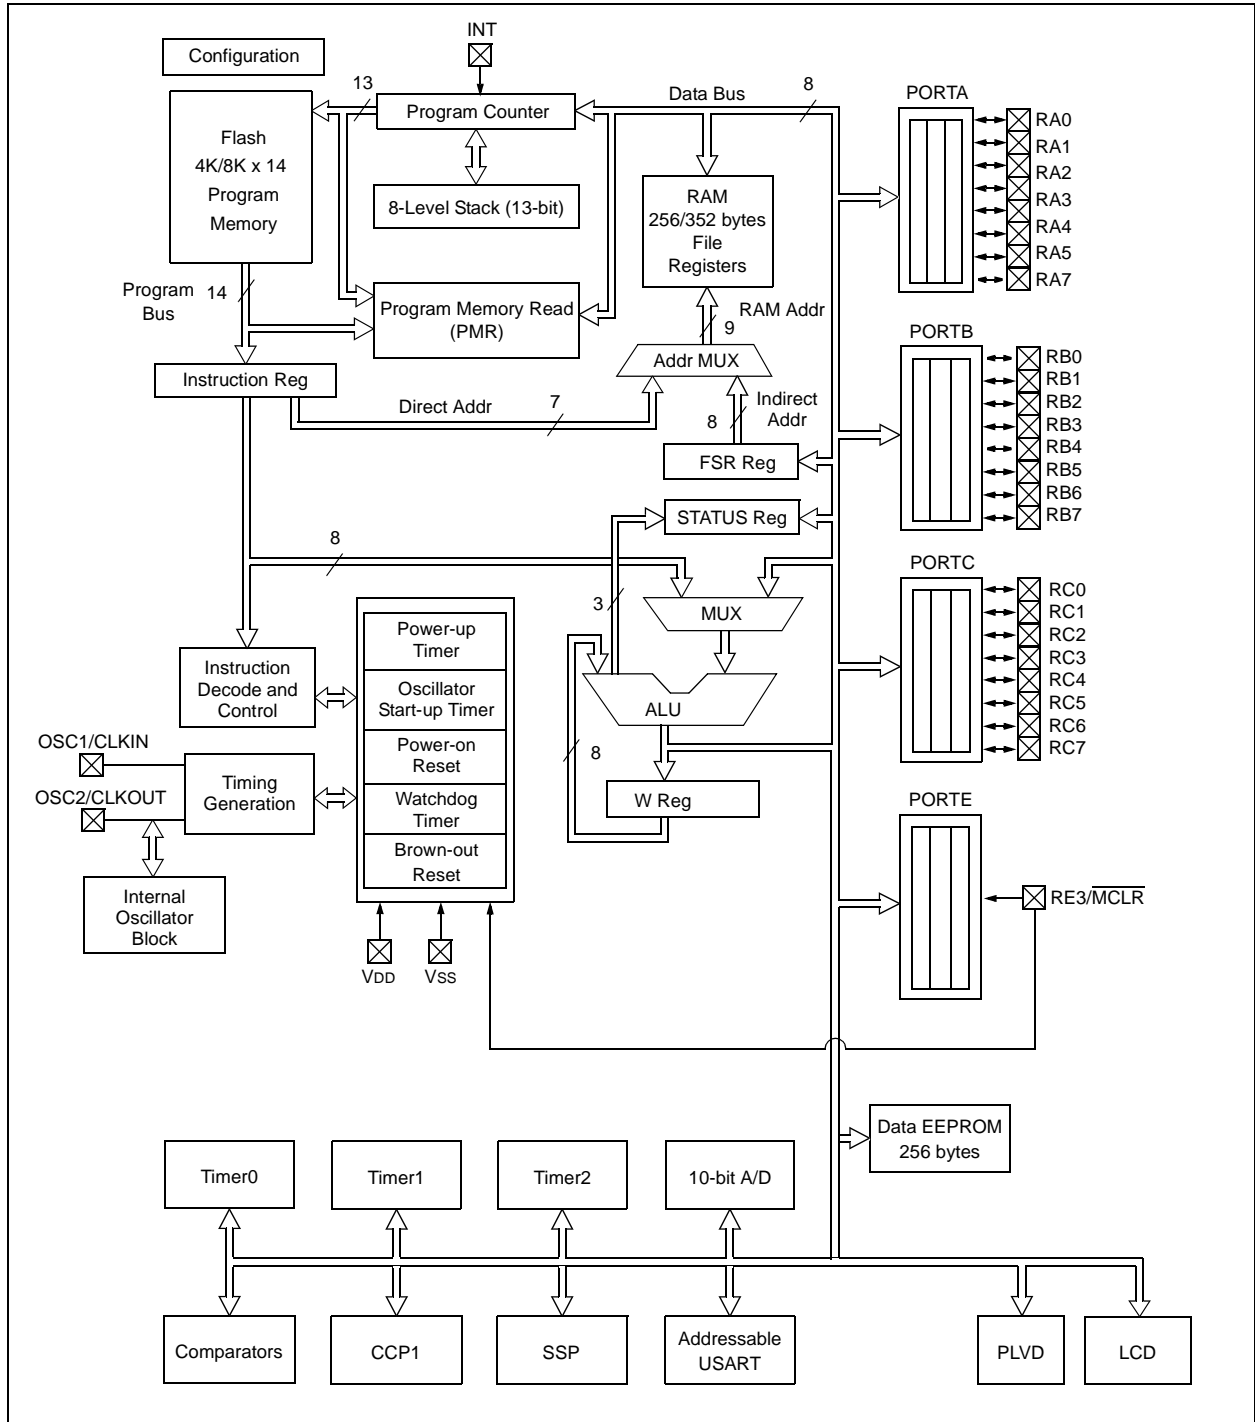 INT
Configuration
13
Program Counter
Data Bus
8
PORTA
RA0
RA1
RA2
RA3
RA4
RA5
RA7
Flash
4K/8K x 14
Program
Memory
8-Level Stack (13-bit)
RAM
256/352 bytes
File
Registers
Program
Bus
14
Program Memory Read
(PMR)
RAM Addr
9
Addr MUX
PORTB
RB0
RB1
RB2
RB3
RB4
RB5
RB6
RB7
Instruction Reg
Direct Addr
7
Indirect
Addr
8
FSR Reg
STATUS Reg
8
3
MUX
PORTC
RC0
RC1
RC2
RC3
RC4
RC5
RC6
RC7
Instruction
Decode and
Control
Power-up
Timer
Oscillator
Start-up Timer
Power-on
Reset
Watchdog
Timer
Brown-out
Reset
ALU
8
W Reg
OSC1/CLKIN
OSC2/CLKOUT
Timing
Generation
Internal
Oscillator
Block
VDD
VSS
PORTE
RE3/MCLR
Data EEPROM
256 bytes
Timer0
Timer1
Timer2
10-bit A/D
Comparators
CCP1
SSP
Addressable
USART
PLVD
LCD